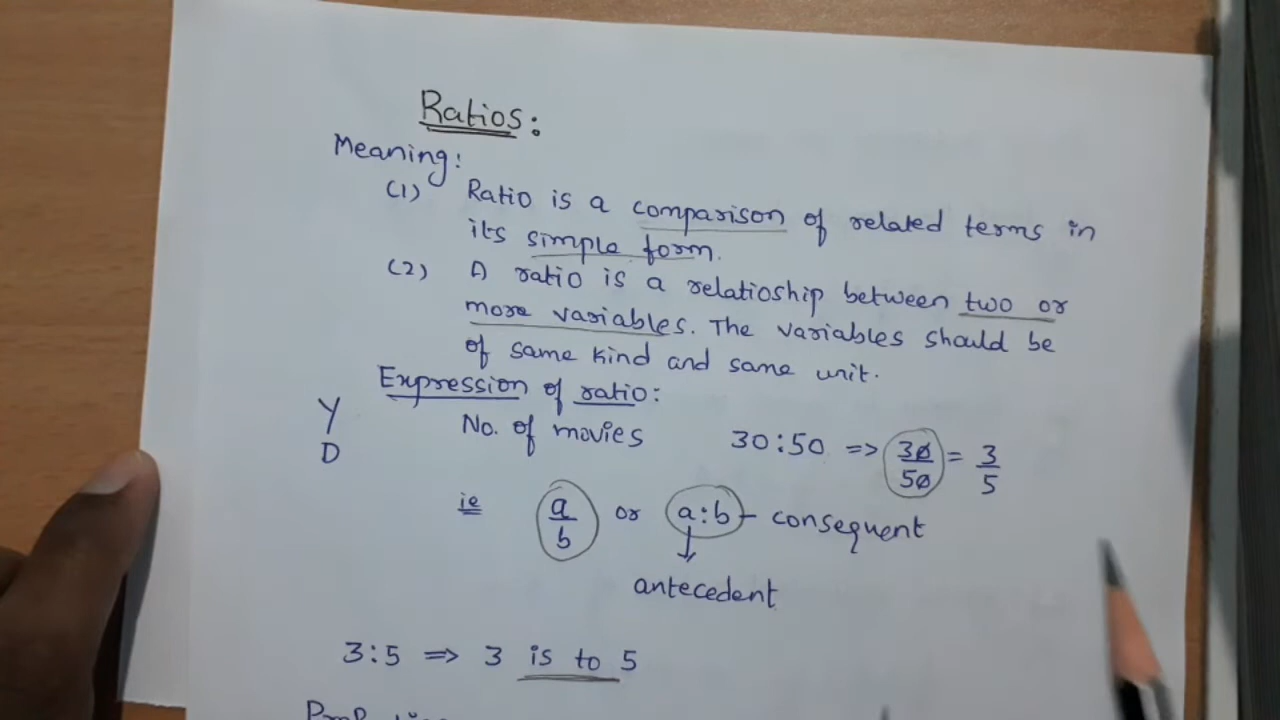 Ratios:
Meaning:
(1) Ratio is a comparison of related terms in
its simple form.
(2) A ratio is a relatioship between two or
more variables. The variables should be
of same kind and same unit.
Expression of ratio:
Y
D
No. of movies 30:50 => 30/50 = 3/5
ie a/b or a:b - consequent
antecedent
3:5 => 3 is to 5